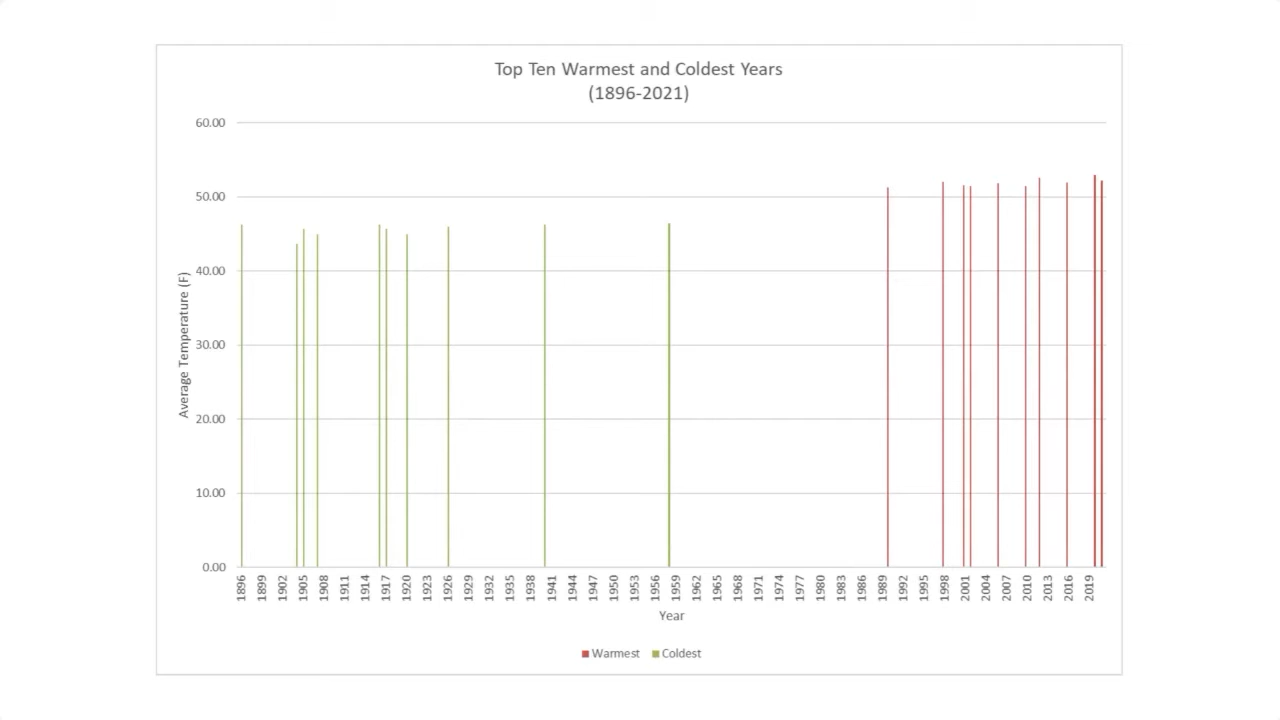 Top Ten Warmest and Coldest Years
(1896-2021)
60.00
50.00
40.00
30.00
20.00
10.00
0.00
Average Temperature (F)
1896 1899 1902 1905 1908 1911 1914 1917 1920 1923 1926 1929 1932 1935 1938 1941 1944 1947 1950 1953 1956 1959 1962 1965 1968 1971 1974 1977 1980 1983 1986 1989 1992 1995 1998 2001 2004 2007 2010 2013 2016 2019
Year
Warmest Coldest